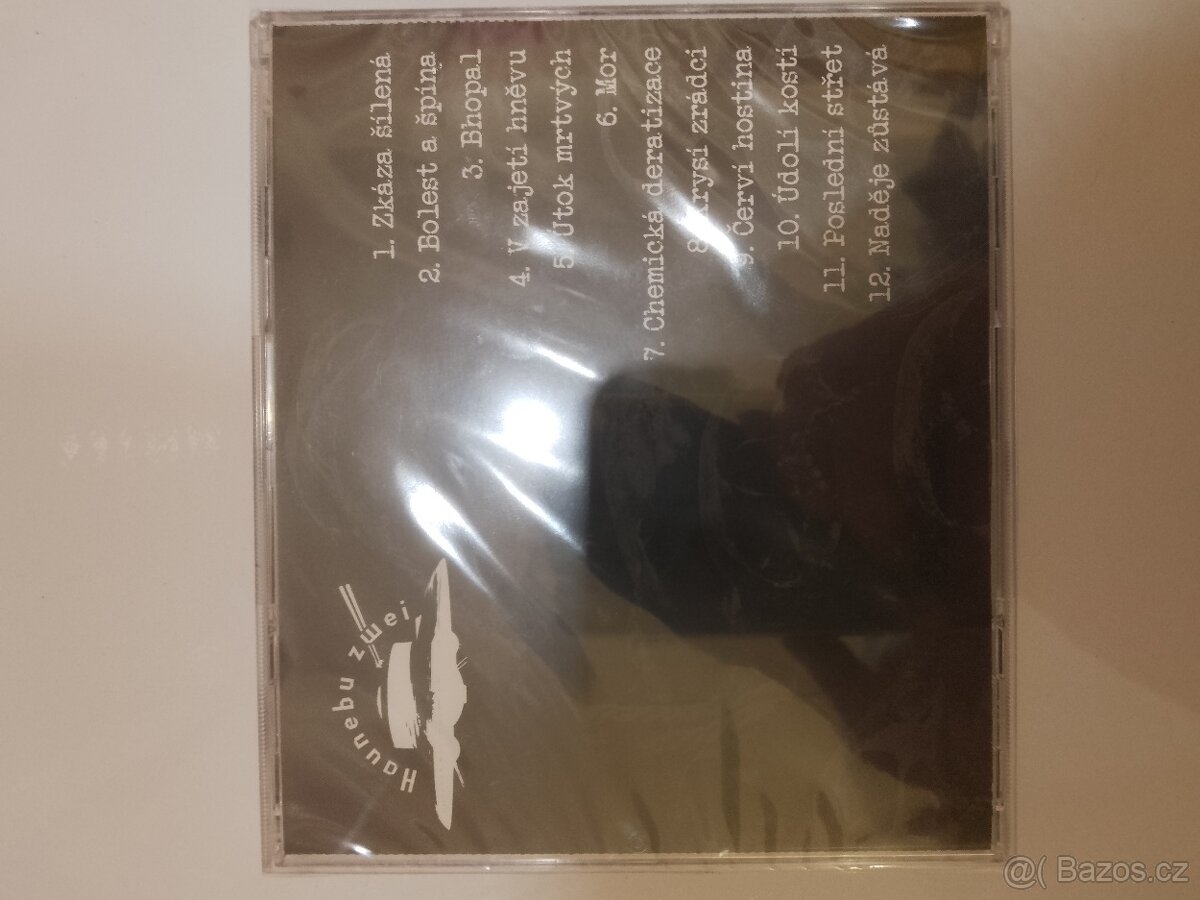 Haunebu zwei
1. Zkáza šílená
2. Bolest a špína
3. Bhopal
4. V zajetí hněvu
5. Útok mrtvých
6. Mor
7. Chemická deratizace
8. Krysí zrádci
9. Červí hostina
10. Údolí kostí
11. Poslední střet
12. Naděje zůstává
@( Bazos.cz